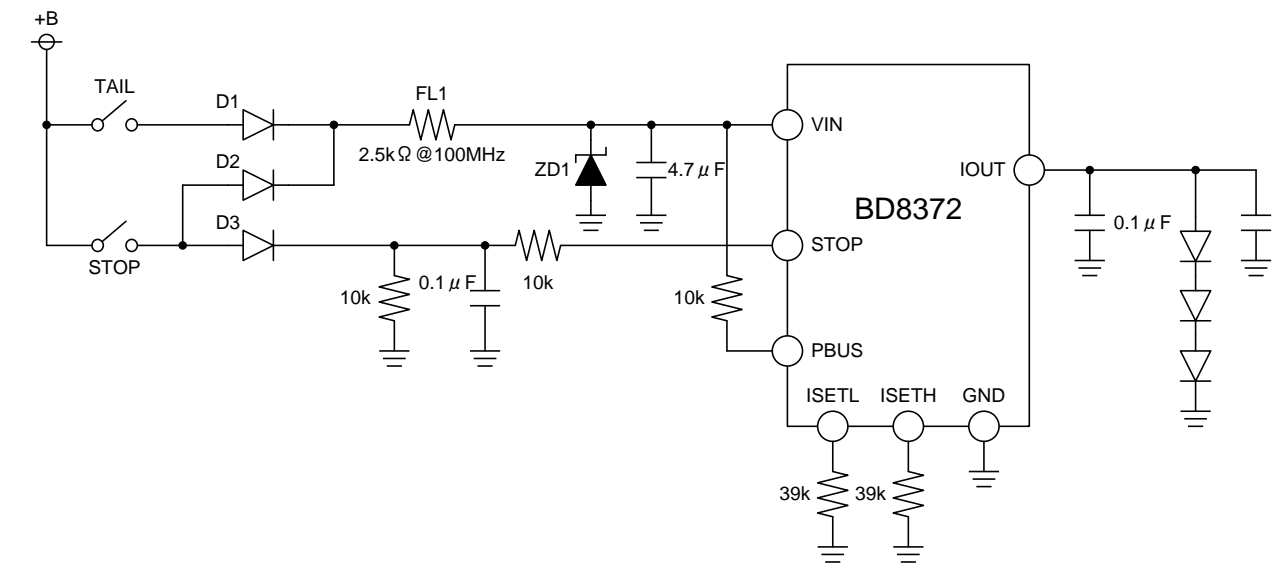 +B
TAIL
D1
FL1
2.5kΩ@100MHz
D2
ZD1
4.7μF
VIN
IOUT
BD8372
D3
STOP
0.1μF
10k
10k
STOP
0.1μF
10k
PBUS
ISETL
ISETH
GND
39k
39k